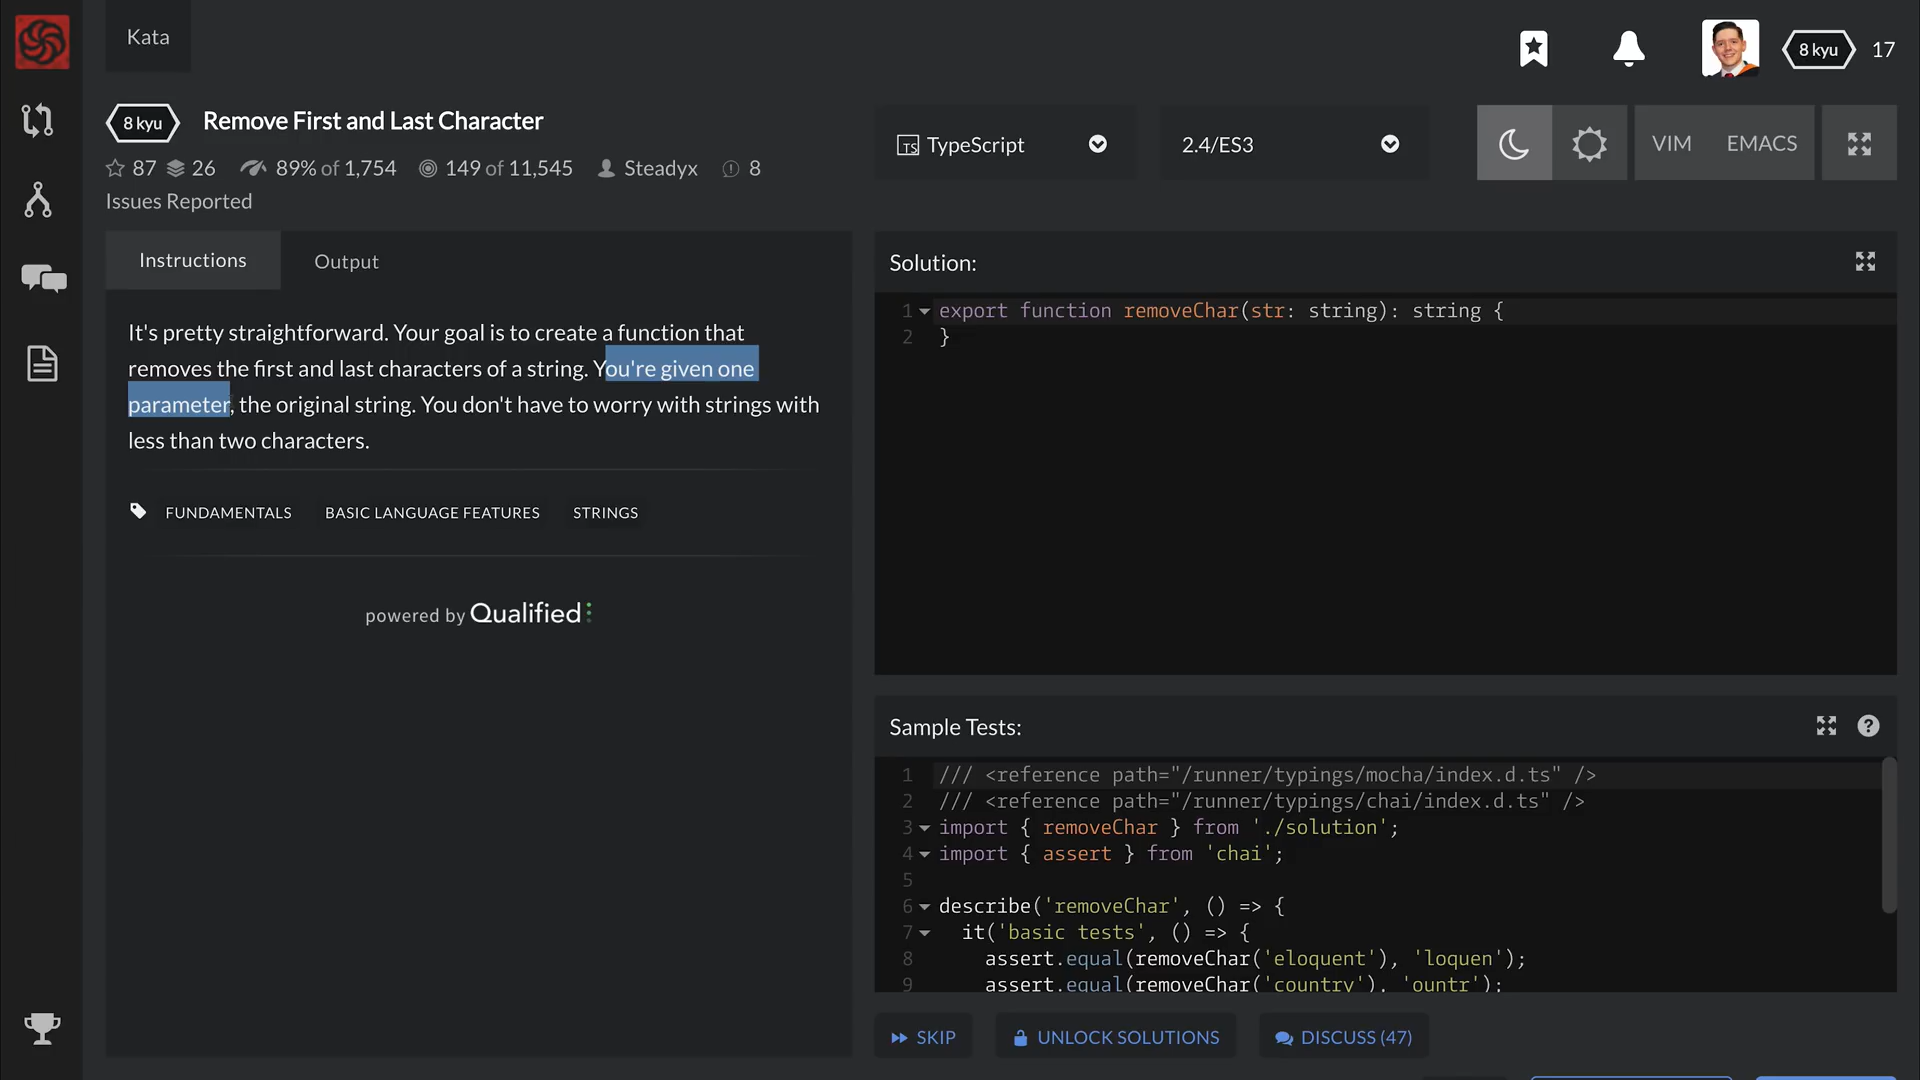 Kata
8 kyu 17
8 kyu Remove First and Last Character
87 26 89% of 1,754 149 of 11,545 Steadyx 8
Issues Reported
TS TypeScript
2.4/ES3
VIM EMACS
Instructions Output
It's pretty straightforward. Your goal is to create a function that
removes the first and last characters of a string. You're given one
parameter, the original string. You don't have to worry with strings with
less than two characters.
FUNDAMENTALS BASIC LANGUAGE FEATURES STRINGS
powered by Qualified
Solution:
1 export function removeChar(str: string): string {
2 }
Sample Tests:
1 /// <reference path="/runner/typings/mocha/index.d.ts" />
2 /// <reference path="/runner/typings/chai/index.d.ts" />
3 import { removeChar } from './solution';
4 import { assert } from 'chai';
5
6 describe('removeChar', () => {
7 it('basic tests', () => {
8 assert.equal(removeChar('eloquent'), 'loquen');
9 assert.equal(removeChar('country'), 'ountr');
SKIP UNLOCK SOLUTIONS DISCUSS (47)